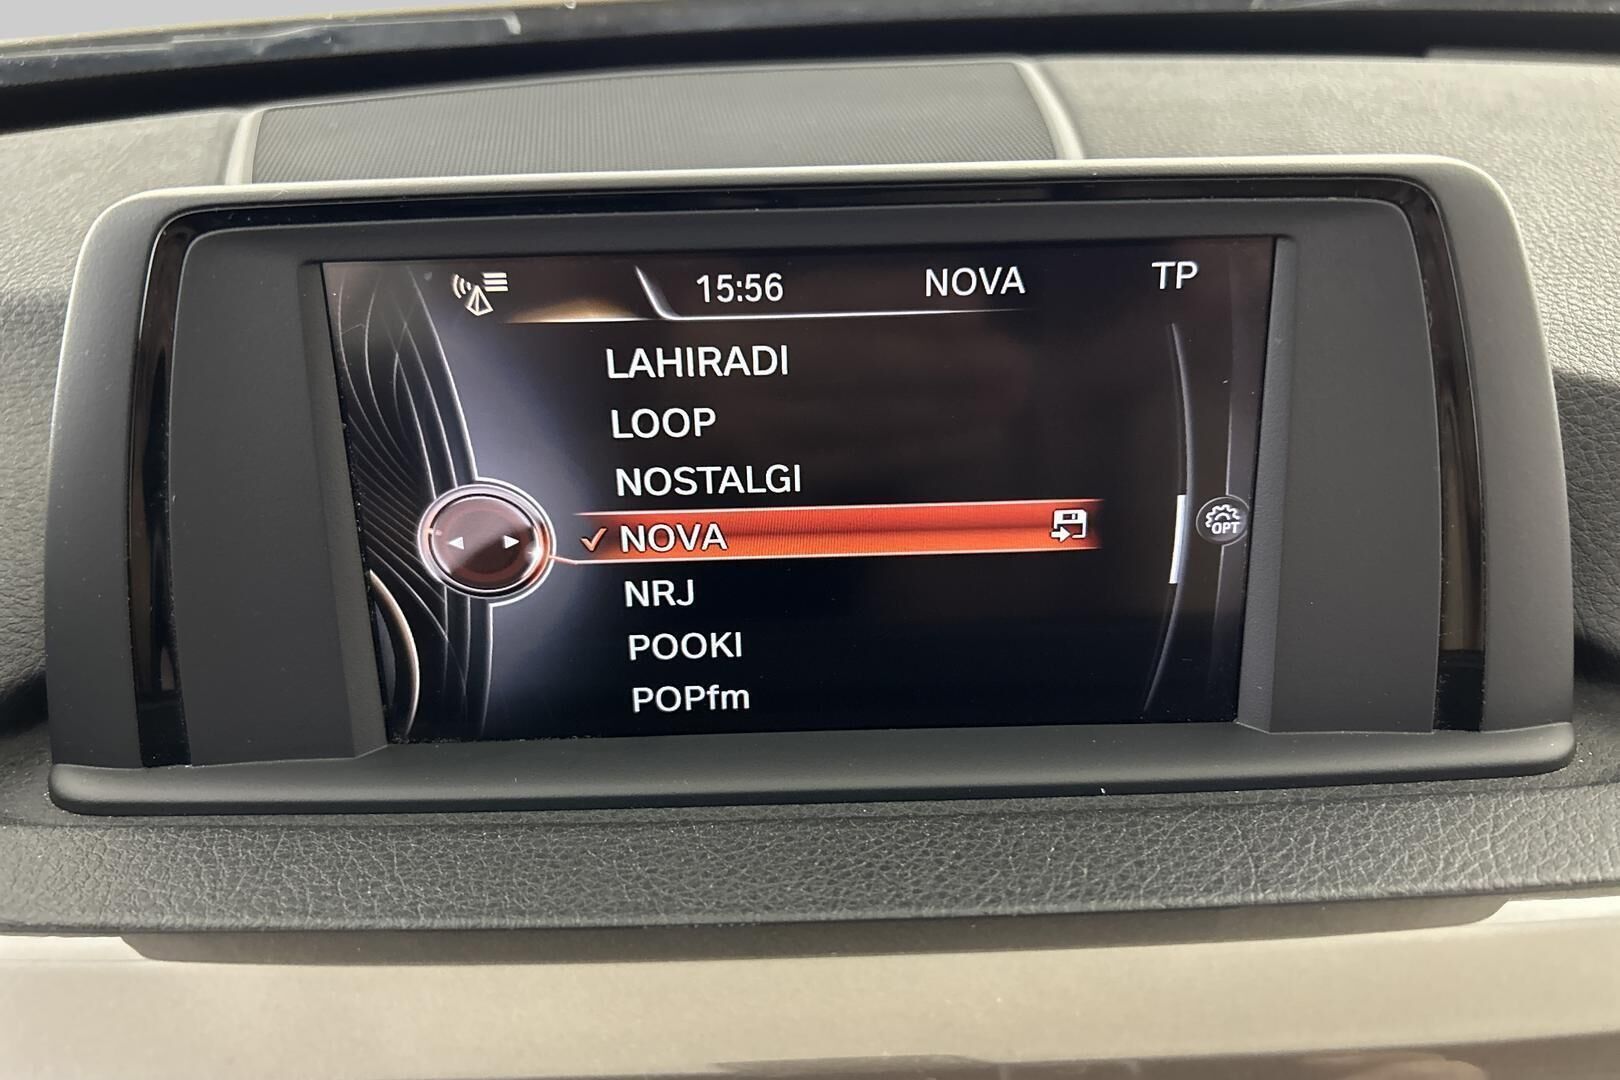 15:56 NOVA TP
LAHIRADI
LOOP
NOSTALGI
NOVA
OPT
NRJ
POOKI
POPfm